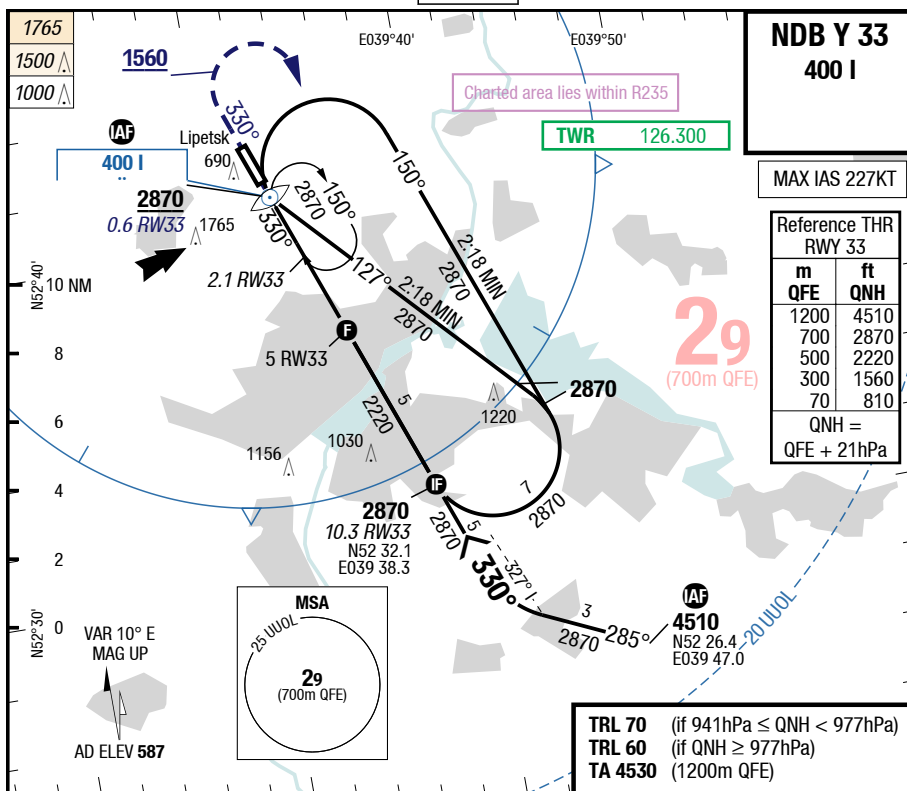 1765
1500
1000
1560
E039°40'
E039°50'
NDB Y 33
400 I
Charted area lies within R235
TWR 126.300
MAX IAS 227KT
Reference THR
RWY 33
m ft
QFE QNH
1200 4510
700 2870
500 2220
300 1560
70 810
QNH =
QFE + 21hPa
330°
IAF
400 I
Lipetsk
690
2870
0.6 RW33
1765
150°
2870
330°
150°
2:18 MIN
2870
127°
2:18 MIN
2870
2.1 RW33
N52°40'
10 NM
8
6
4
2
0
F
5 RW33
29
(700m QFE)
2870
1220
5
2220
1156
1030
IF
2870
10.3 RW33
N52 32.1
E039 38.3
7
2870
5
2870
330°
327° I
3
2870
285°
IAF
4510
N52 26.4
E039 47.0
20 UUOL
N52°30'
MSA
25 UUOL
29
(700m QFE)
VAR 10° E
MAG UP
AD ELEV 587
TRL 70 (if 941hPa ≤ QNH < 977hPa)
TRL 60 (if QNH ≥ 977hPa)
TA 4530 (1200m QFE)